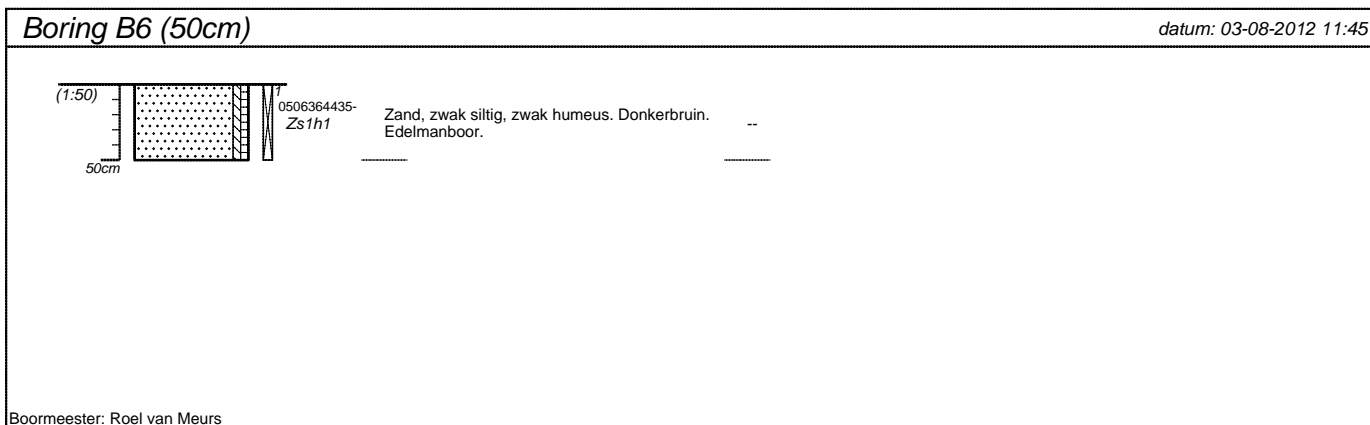 Boring B6 (50cm)
datum: 03-08-2012 11:45
(1:50)
1
0506364435-
Zs1h1
Zand, zwak siltig, zwak humeus. Donkerbruin.
Edelmanboor.
--
50cm
Boormeester: Roel van Meurs